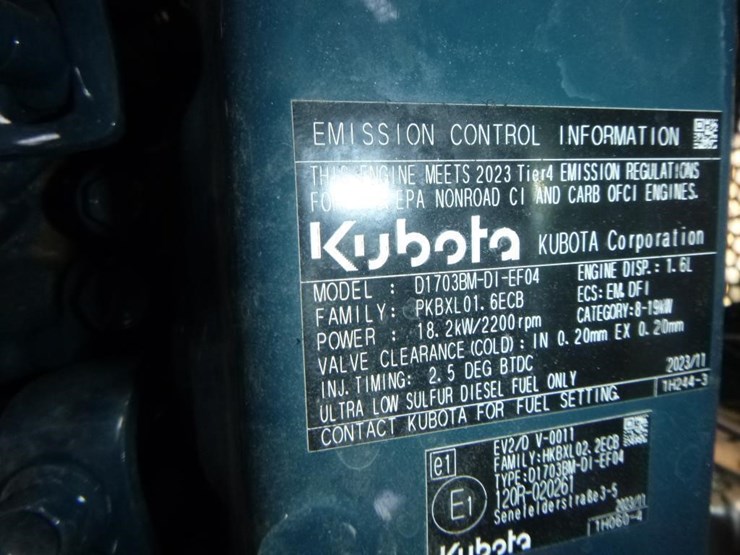 EMISSION CONTROL INFORMATION
ENGINE MEETS 2023 Tier4 EMISSION REGULATIONS
EPA NONROAD CI AND CARB OFCI ENGINES.
Kubota KUBOTA Corporation
MODEL : D1703BM-DI-EF04 ENGINE DISP.: 1.6L
FAMILY: PKBXL01.6ECB ECS: EM, DFI
POWER : 18.2kW/2200rpm CATEGORY:8-19kW
VALVE CLEARANCE (COLD) : IN 0.20mm EX 0.20mm
INJ. TIMING: 2.5 DEG BTDC
ULTRA LOW SULFUR DIESEL FUEL ONLY 2023/11
CONTACT KUBOTA FOR FUEL SETTING. 1H244-3
e1 EV2/D V-0011
FAMILY:HKBXL02.2ECB
TYPE:D1703BM-DI-EF04
E1 120R-020261
Senefelderstraße3-5
2023/11
Kubota 1H060-4